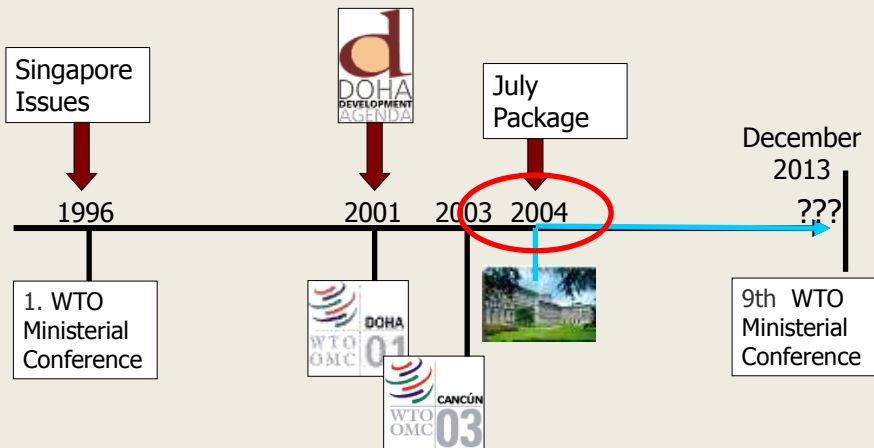 Singapore
Issues
d
DOHA
DEVELOPMENT
AGENDA
July
Package
December
2013
1996
2001
2003
2004
???
1. WTO
Ministerial
Conference
DOHA
WTO
OMC
01
CANCÚN
WTO
OMC
03
9th WTO
Ministerial
Conference